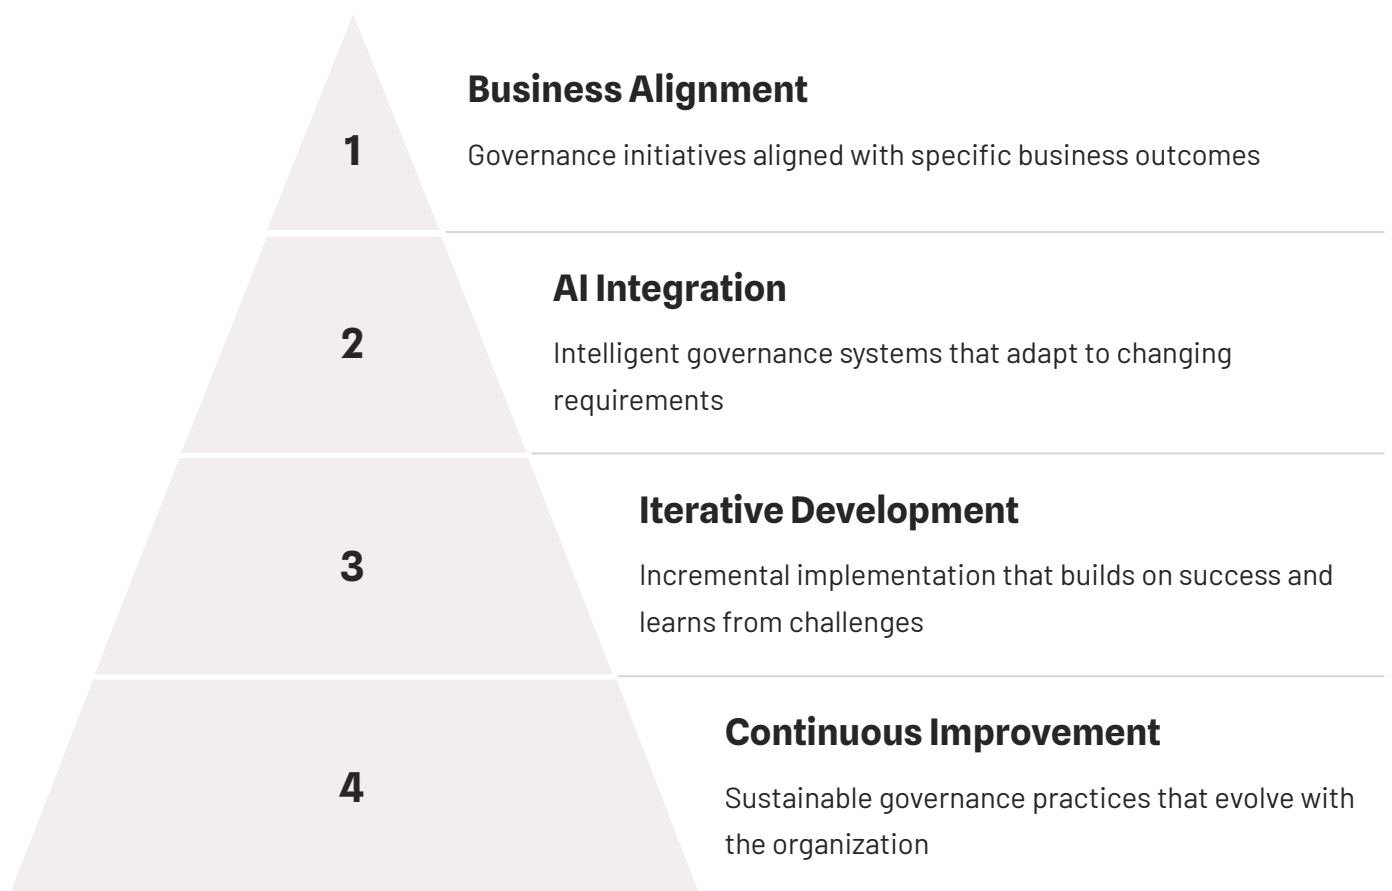 Business Alignment
1
Governance initiatives aligned with specific business outcomes
AI Integration
2
Intelligent governance systems that adapt to changing
requirements
Iterative Development
3
Incremental implementation that builds on success and
learns from challenges
Continuous Improvement
4
Sustainable governance practices that evolve with
the organization